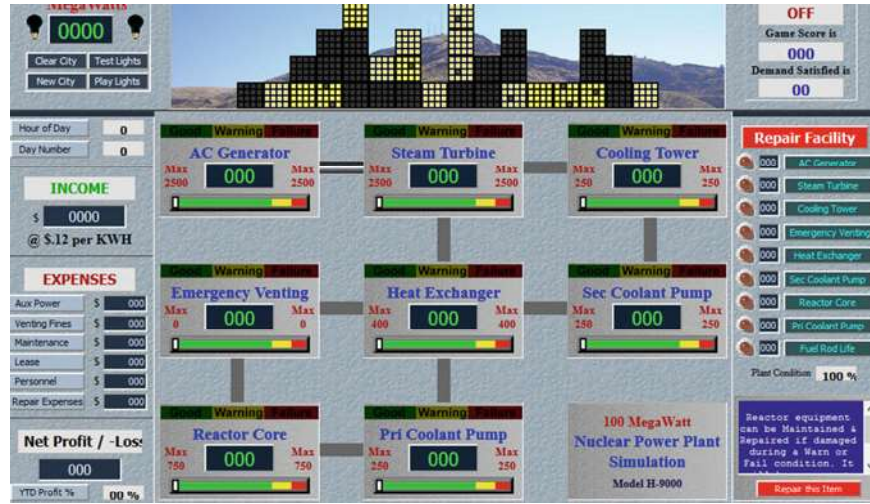 MegaWatts
0000
Clear City Test Lights
New City Play Lights
OFF
Game Score is
000
Demand Satisfied is
00
Hour of Day 0
Day Number 0
INCOME
$ 0000
@ $.12 per KWH
EXPENSES
Aux Power $ 000
Venting Fines $ 000
Maintenance $ 000
Lease $ 000
Personnel $ 000
Repair Expenses $ 000
Net Profit / -Loss
000
YTD Profit % 00 %
Good Warning Failure
AC Generator
Max 2500 000 Max 2500
Good Warning Failure
Steam Turbine
Max 2500 000 Max 2500
Good Warning Failure
Cooling Tower
Max 250 000 Max 250
Good Warning Failure
Emergency Venting
Max 0 000 Max 0
Good Warning Failure
Heat Exchanger
Max 400 000 Max 400
Good Warning Failure
Sec Coolant Pump
Max 250 000 Max 250
Good Warning Failure
Reactor Core
Max 750 000 Max 750
Good Warning Failure
Pri Coolant Pump
Max 250 000 Max 250
100 MegaWatt
Nuclear Power Plant
Simulation
Model H-9000
Repair Facility
000 AC Generator
000 Steam Turbine
000 Cooling Tower
000 Emergency Venting
000 Heat Exchanger
000 Sec Coolant Pump
000 Reactor Core
000 Pri Coolant Pump
000 Fuel Rod Life
Plant Condition 100 %
Reactor equipment
can be Maintained &
Repaired if damaged
during a Warn or
Fail condition. It
Repair this Item